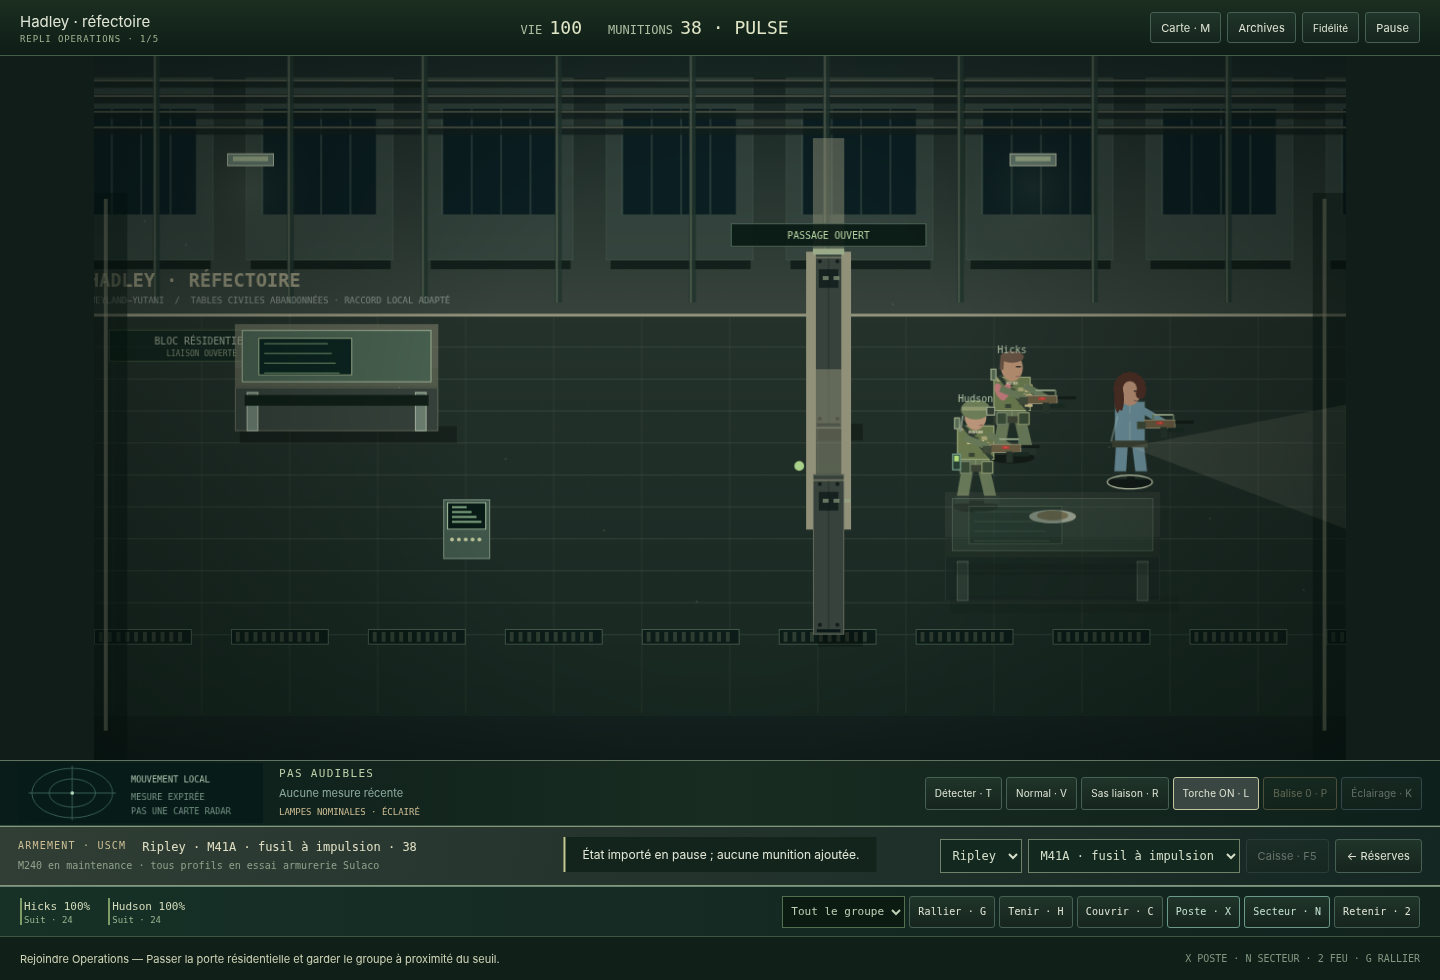 Hadley · réfectoire
REPLI OPERATIONS · 1/5
VIE 100 MUNITIONS 38 · PULSE
Carte · M
Archives
Fidélité
Pause
PASSAGE OUVERT
HADLEY · RÉFECTOIRE
WEYLAND-YUTANI / TABLES CIVILES ABANDONNÉES · RACCORD LOCAL ADAPTÉ
BLOC RÉSIDENTIE
LIAISON OUVERTE
Hicks
Hudson
MOUVEMENT LOCAL
MESURE EXPIRÉE
PAS UNE CARTE RADAR
PAS AUDIBLES
Aucune mesure récente
LAMPES NOMINALES · ÉCLAIRÉ
Détecter · T
Normal · V
Sas liaison · R
Torche ON · L
Balise 0 · P
Éclairage · K
ARMEMENT · USCM Ripley · M41A · fusil à impulsion · 38
M240 en maintenance · tous profils en essai armurerie Sulaco
État importé en pause ; aucune munition ajoutée.
Ripley
M41A · fusil à impulsion
Caisse · F5
← Réserves
Hicks 100%
Suit · 24
Hudson 100%
Suit · 24
Tout le groupe
Rallier · G
Tenir · H
Couvrir · C
Poste · X
Secteur · N
Retenir · 2
Rejoindre Operations — Passer la porte résidentielle et garder le groupe à proximité du seuil.
X POSTE · N SECTEUR · 2 FEU · G RALLIER